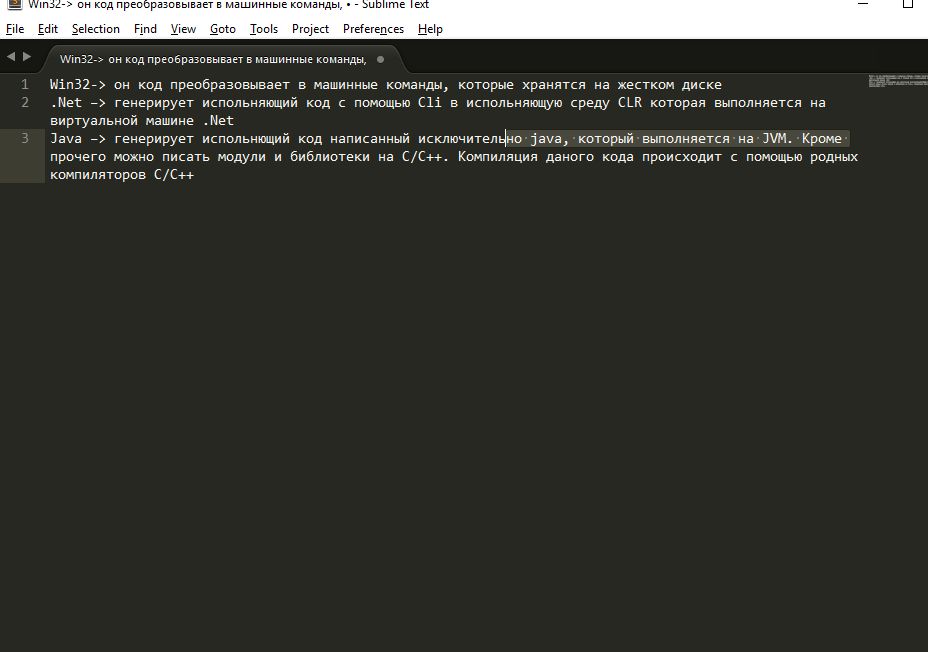 Win32-> он код преобразовывает в машинные команды, • - Sublime Text
File Edit Selection Find View Goto Tools Project Preferences Help
Win32-> он код преобразовывает в машинные команды,
1 Win32-> он код преобразовывает в машинные команды, которые хранятся на жестком диске
2 .Net –> генерирует испольняющий код с помощью Cli в испольняющую среду CLR которая выполняется на
виртуальной машине .Net
3 Java –> генерирует испольнющий код написанный исключительно java, который выполняется на JVM. Кроме
прочего можно писать модули и библиотеки на C/C++. Компиляция даного кода происходит с помощью родных
компиляторов C/C++